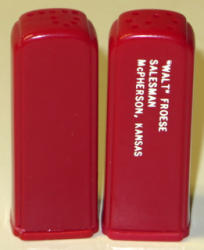 "WALT" FROESE
SALESMAN
McPHERSON, KANSAS